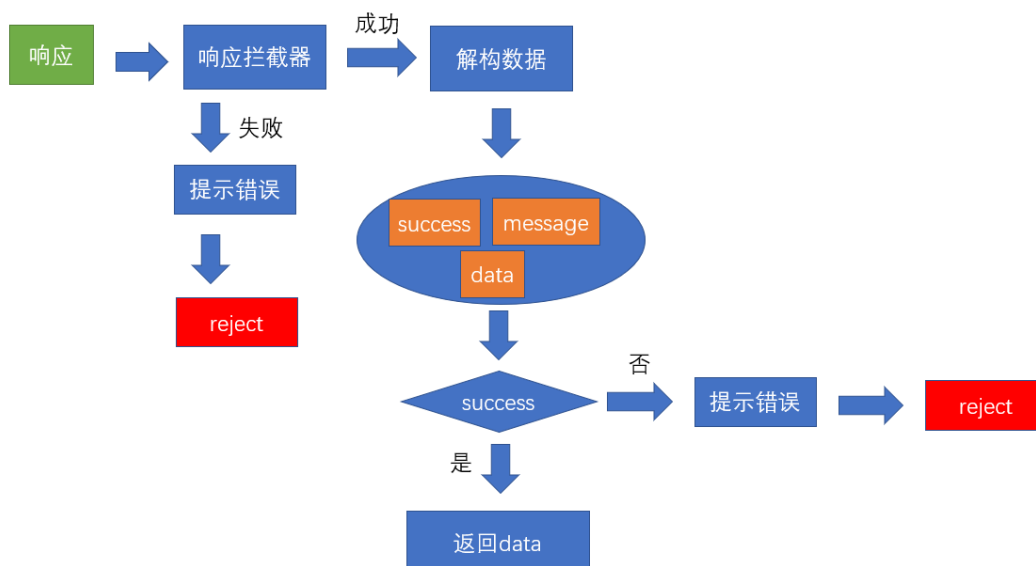 响应
响应拦截器
成功
解构数据
失败
提示错误
success
message
data
reject
否
success
提示错误
reject
是
返回data